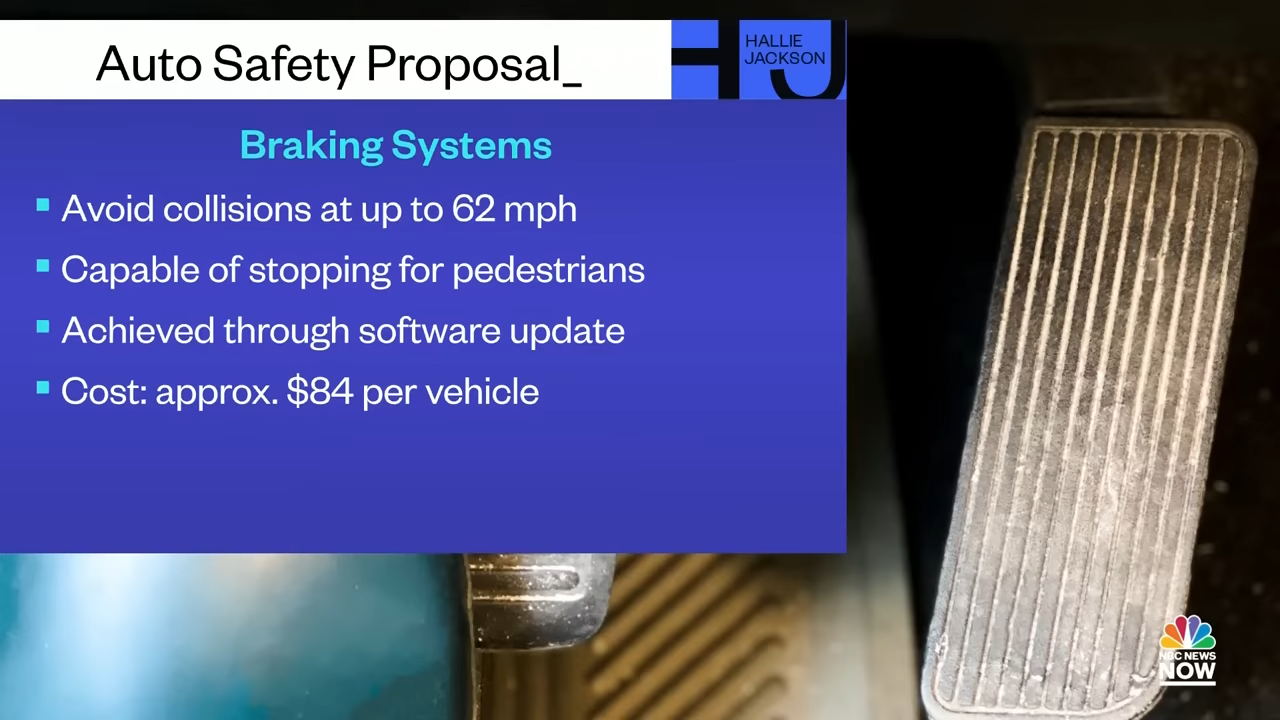 Auto Safety Proposal_
HALLIE
JACKSON
Braking Systems
Avoid collisions at up to 62 mph
Capable of stopping for pedestrians
Achieved through software update
Cost: approx. $84 per vehicle
NBC NEWS
NOW